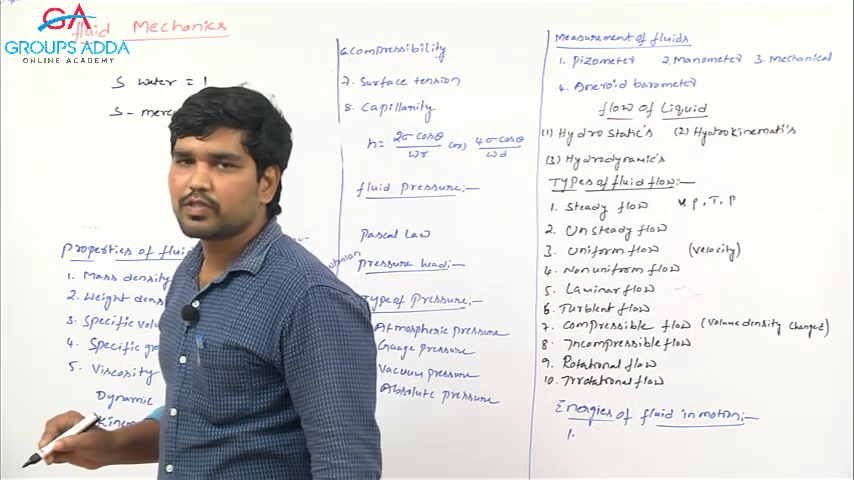 GA
GROUPS ADDA
ONLINE ACADEMY
fluid Mechanics
S water = 1
S - merc
Properties of fluid
1. Mass density
2. Weight dens
3. Specific volu
4. Specific gr
5. Viscosity
Dynamic
Kinem
6. Compressibility
7. Surface tension
8. Capillarity
h = 2σ cosθ / ωr (or) 4σ cosθ / ωd
fluid pressure:—
Pascal Law
Pressure head:—
Type of pressure:—
Atmospheric pressure
Guage pressure
Vacuum pressure
Absolute pressure
Measurement of fluids
1. Pizometer 2. Manometer 3. Mechanical
4. Aneroid barometer
flow of Liquid
(1) Hydrostatic's (2) Hydrokinemati's
(3) Hydrodynamic's
Types of fluid flow:—
1. Steady flow V, P, T, P
2. Unsteady flow
3. Uniform flow (velocity)
4. Nonuniform flow
5. Laminar flow
6. Turblent flow
7. Compressible flow (Volume density changed)
8. Incompressible flow
9. Rotational flow
10. Irrotational flow
Energies of fluid in motion:—
1.